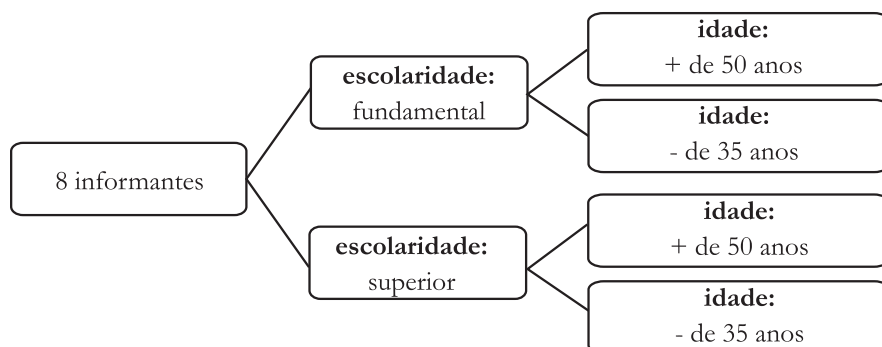 8 informantes
escolaridade:
fundamental
idade:
+ de 50 anos
idade:
- de 35 anos
escolaridade:
superior
idade:
+ de 50 anos
idade:
- de 35 anos